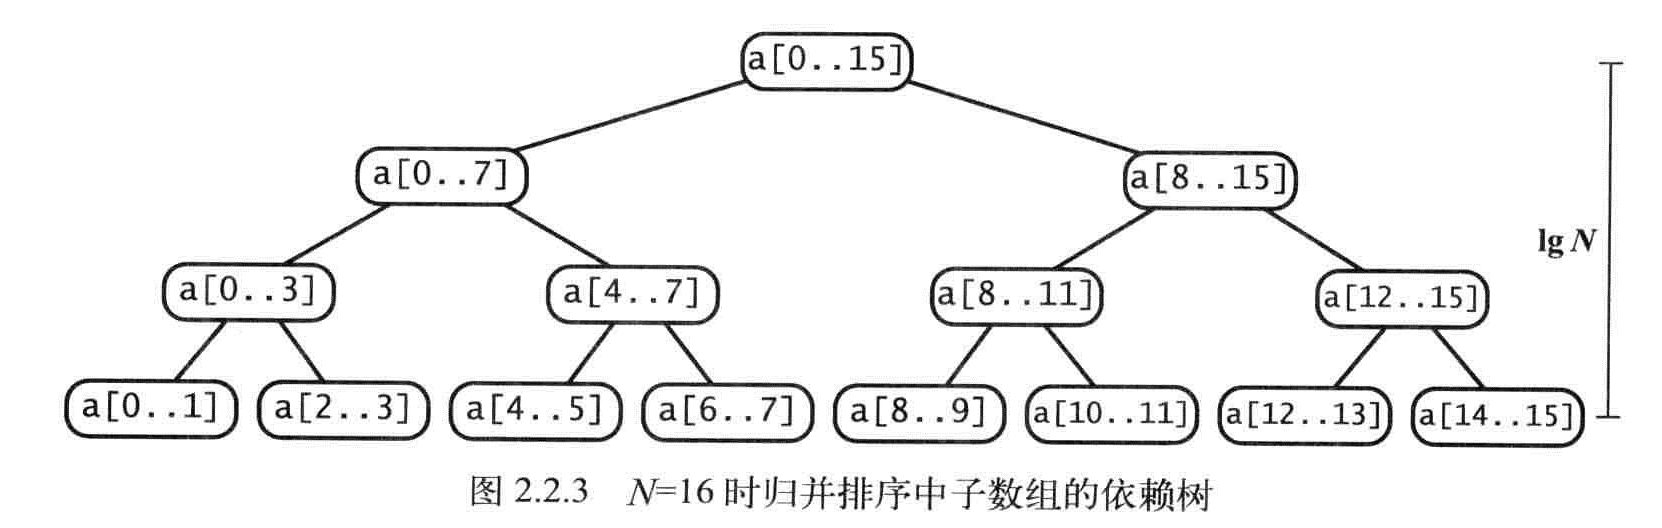 a[0..15]
a[0..7]
a[8..15]
lg N
a[0..3]
a[4..7]
a[8..11]
a[12..15]
a[0..1]
a[2..3]
a[4..5]
a[6..7]
a[8..9]
a[10..11]
a[12..13]
a[14..15]
图 2.2.3 N=16 时归并排序中子数组的依赖树